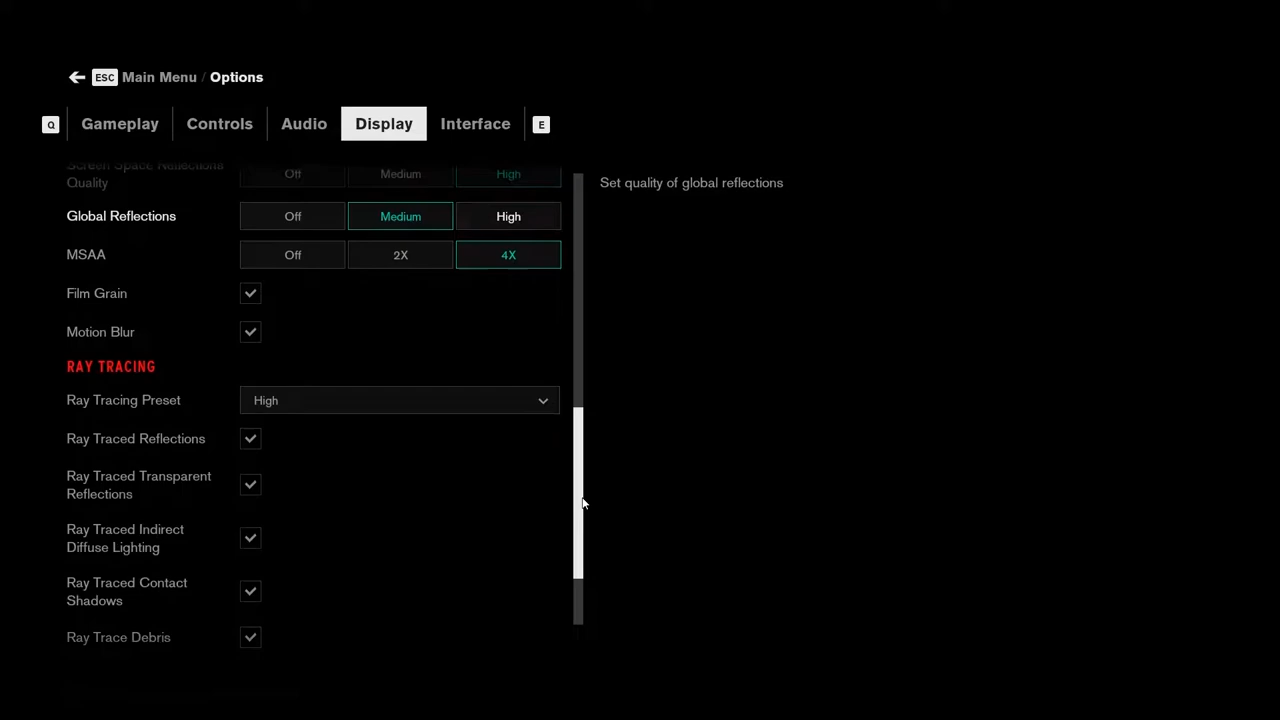 ESC Main Menu / Options
Q Gameplay Controls Audio Display Interface E
Screen Space Reflections
Quality
Off Medium High
Set quality of global reflections
Global Reflections Off Medium High
MSAA Off 2X 4X
Film Grain
Motion Blur
RAY TRACING
Ray Tracing Preset High
Ray Traced Reflections
Ray Traced Transparent
Reflections
Ray Traced Indirect
Diffuse Lighting
Ray Traced Contact
Shadows
Ray Trace Debris